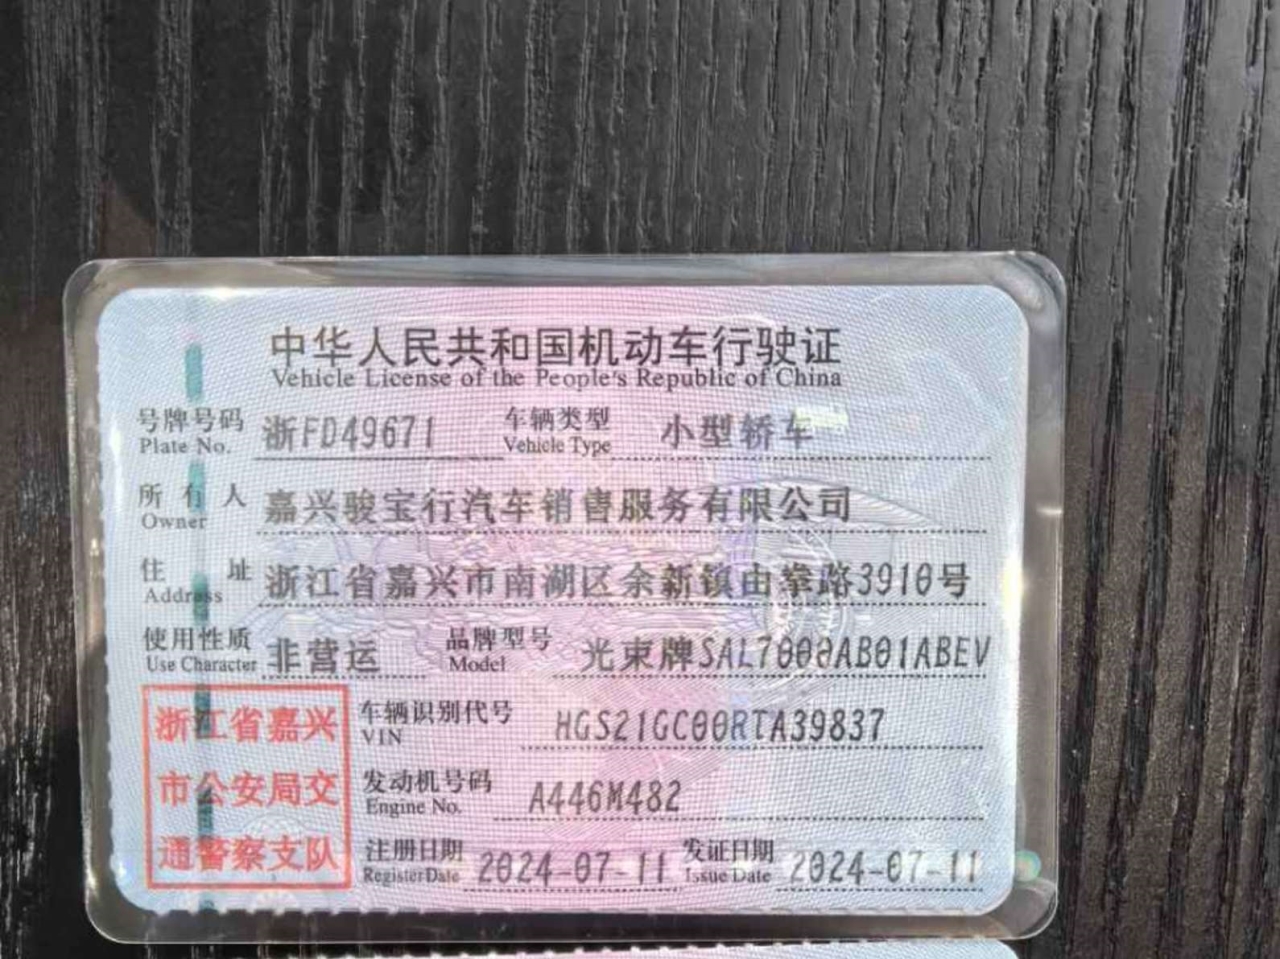 中华人民共和国机动车行驶证
Vehicle License of the People's Republic of China
号牌号码 浙FD49671 车辆类型 小型轿车
Plate No. Vehicle Type
所有人 嘉兴骏宝行汽车销售服务有限公司
Owner
住址 浙江省嘉兴市南湖区余新镇由拳路3910号
Address
使用性质 非营运 品牌型号 光束牌SAL7000AB01ABEV
Use Character Model
浙江省嘉兴
市公安局交
通警察支队
车辆识别代号 HGS21GC00RTA39837
VIN
发动机号码 A446M482
Engine No.
注册日期 2024-07-11 发证日期 2024-07-11
Register Date Issue Date